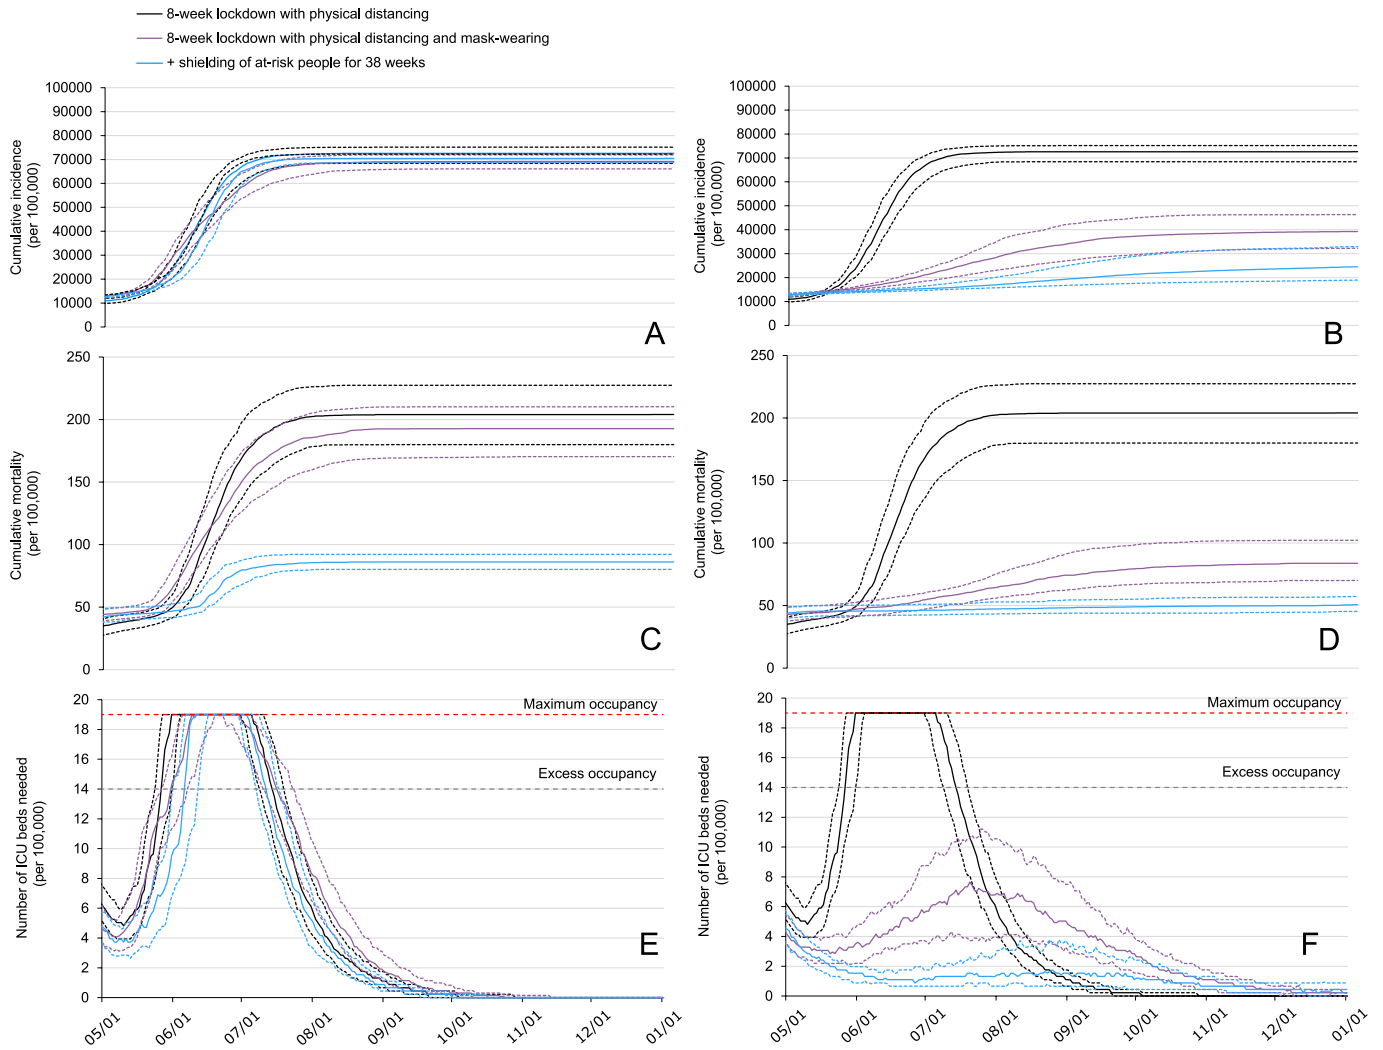 8-week lockdown with physical distancing
8-week lockdown with physical distancing and mask-wearing
+ shielding of at-risk people for 38 weeks
Cumulative incidence
(per 100,000)
100000
90000
80000
70000
60000
50000
40000
30000
20000
10000
0
A
Cumulative incidence
(per 100,000)
100000
90000
80000
70000
60000
50000
40000
30000
20000
10000
0
B
Cumulative mortality
(per 100,000)
250
200
150
100
50
0
C
Cumulative mortality
(per 100,000)
250
200
150
100
50
0
D
Number of ICU beds needed
(per 100,000)
20
18
16
14
12
10
8
6
4
2
0
Maximum occupancy
Excess occupancy
E
05/01 06/01 07/01 08/01 09/01 10/01 11/01 12/01 01/01
Number of ICU beds needed
(per 100,000)
20
18
16
14
12
10
8
6
4
2
0
Maximum occupancy
Excess occupancy
F
05/01 06/01 07/01 08/01 09/01 10/01 11/01 12/01 01/01